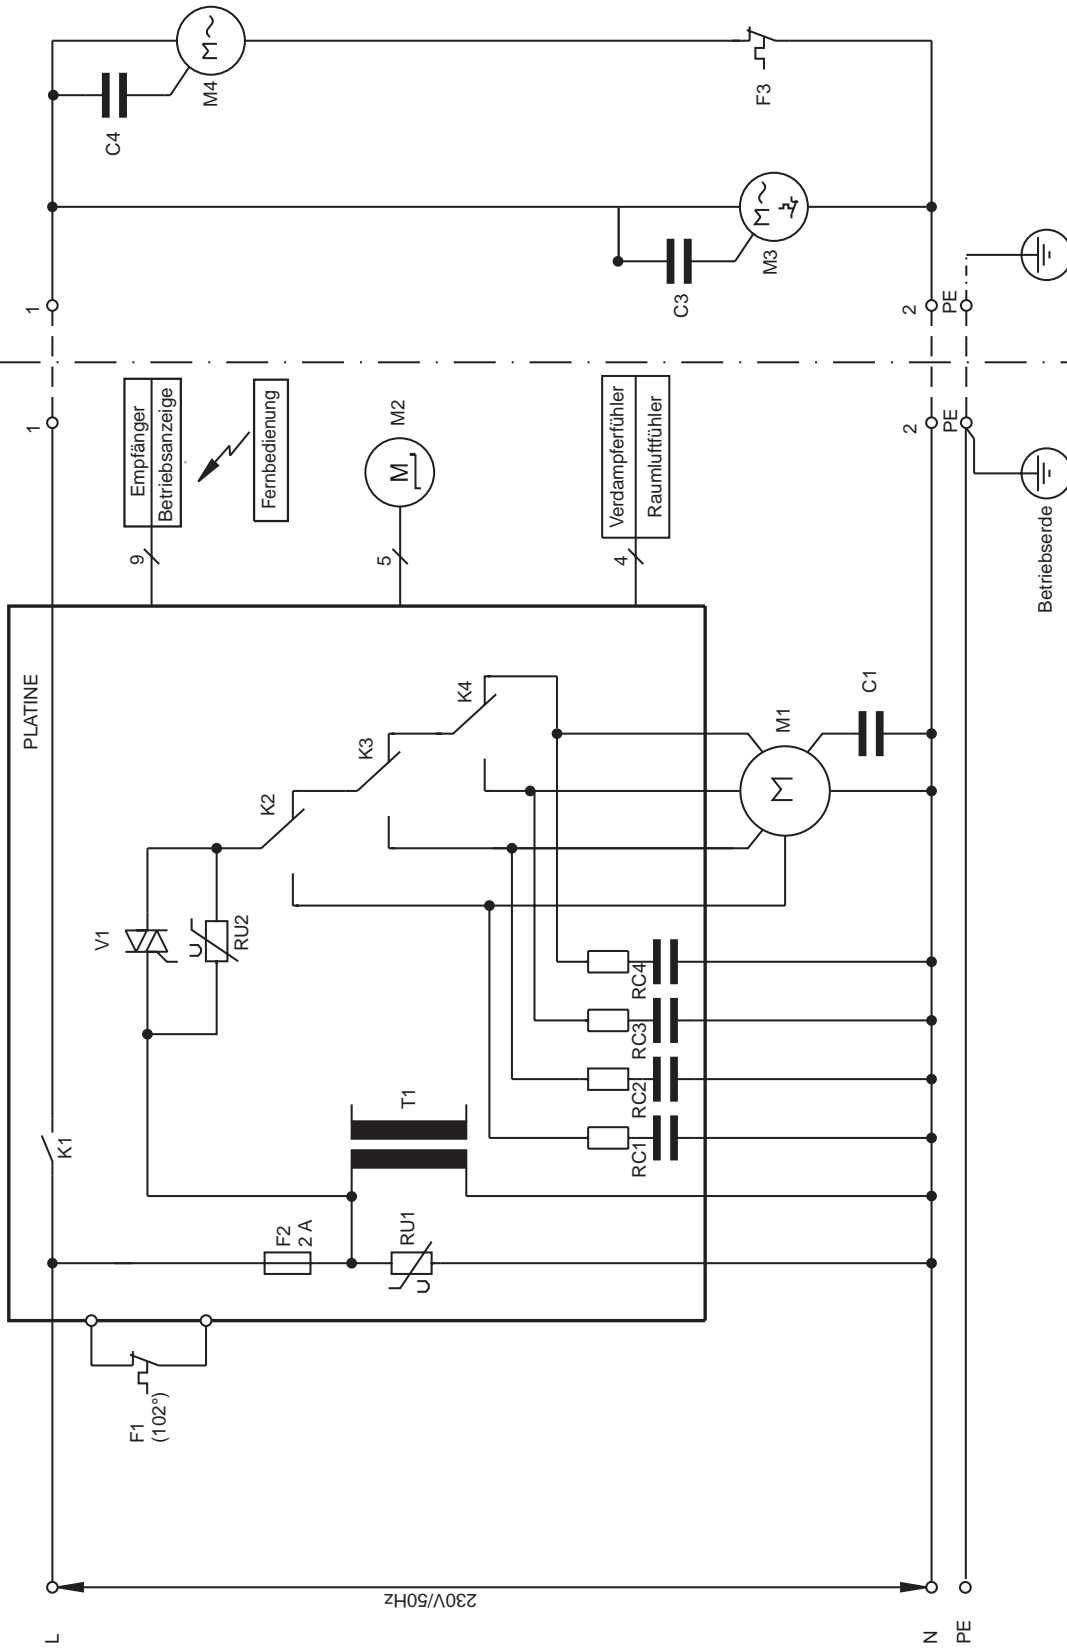 L
N
PE
230V/50Hz
F1
(102°)
PLATINE
K1
F2
2 A
RU1
U
T1
V1
RU2
U
K2
K3
K4
RC1
RC2
RC3
RC4
M1
M
C1
9
Empfänger
Betriebsanzeige
Fernbedienung
5
M
M2
4
Verdampferfühler
Raumluftfühler
1
2
PE
Betriebserde
1
2
PE
C3
M3
M
~
C4
M4
M
~
F3